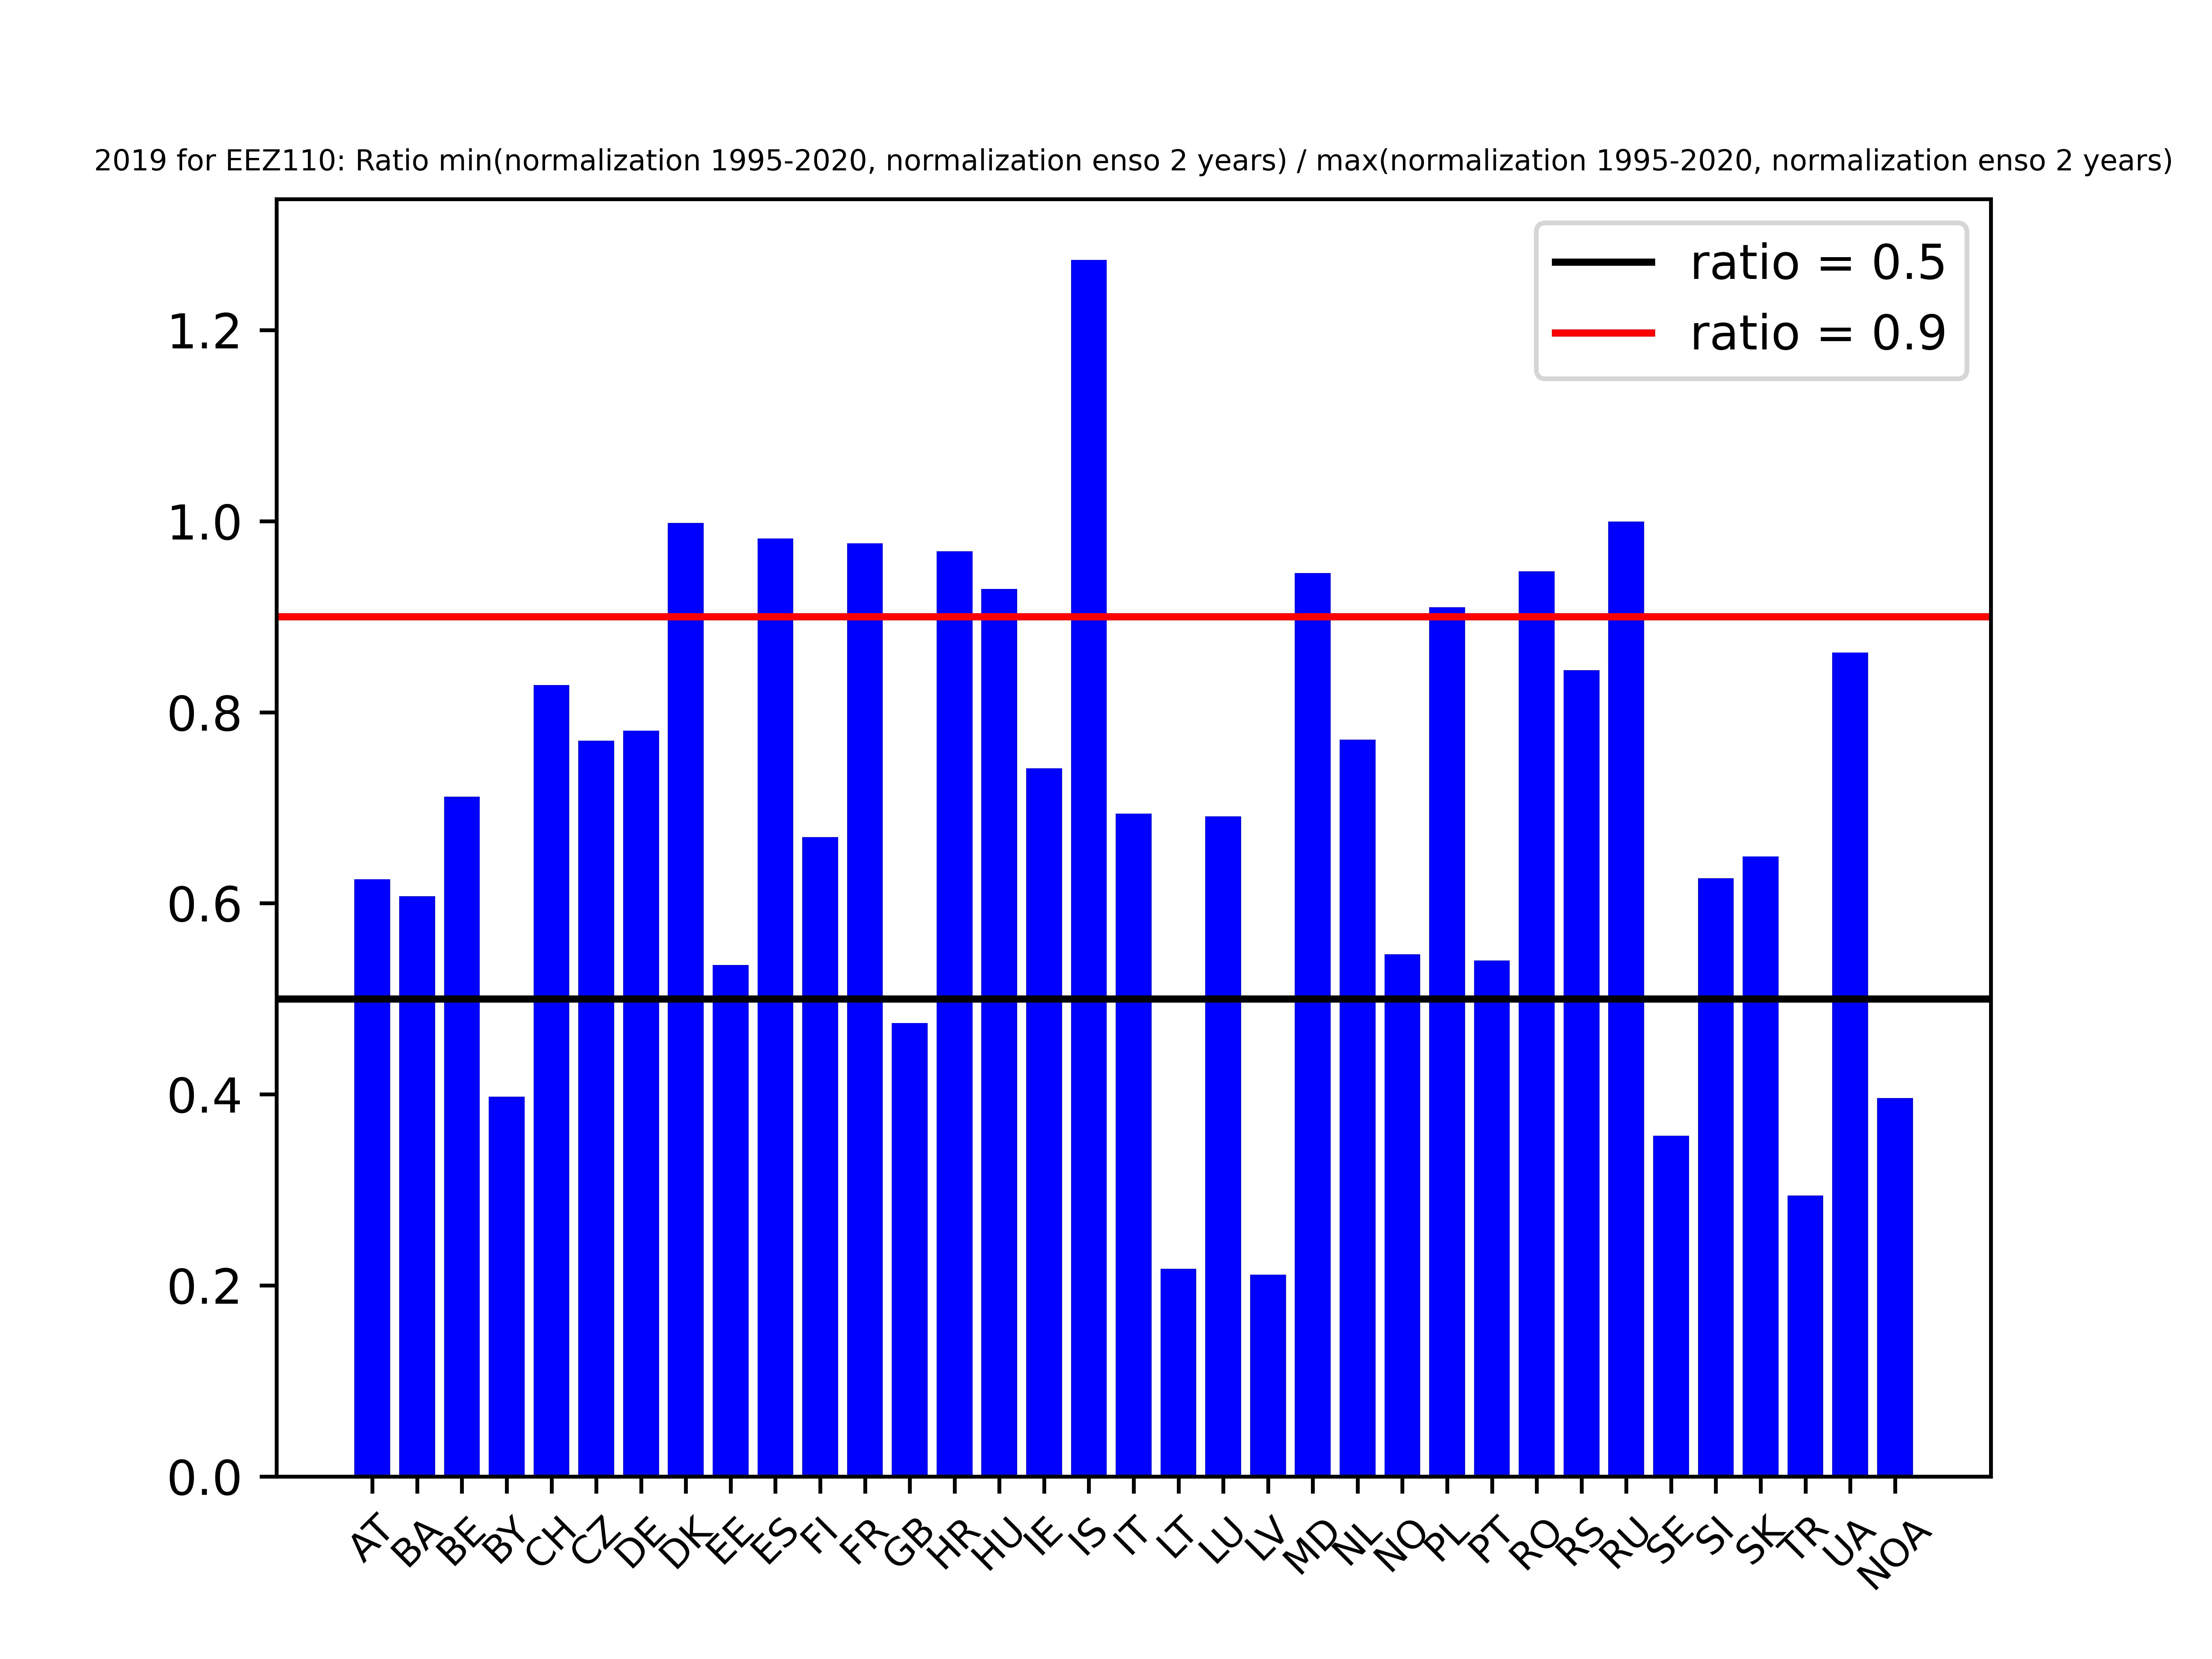 2019 for EEZ110: Ratio min(normalization 1995-2020, normalization enso 2 years) / max(normalization 1995-2020, normalization enso 2 years)
ratio = 0.5
ratio = 0.9
1.2
1.0
0.8
0.6
0.4
0.2
0.0
AT BA BE BY CH CZ DE DK EE ES FI FR GB HR HU IE IS IT LT LU LV MD NL NO PL PT RO RS RU SE SI SK TR UA NOA